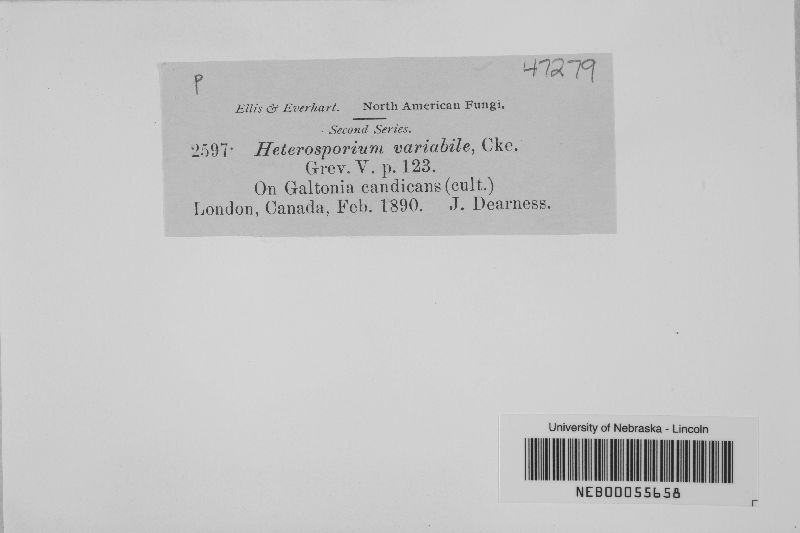 P
47279
Ellis & Everhart. North American Fungi.
Second Series.
2597. Heterosporium variabile, Cke.
Grev. V. p. 123.
On Galtonia candicans (cult.)
London, Canada, Feb. 1890. J. Dearness.
University of Nebraska - Lincoln
NEB00055658